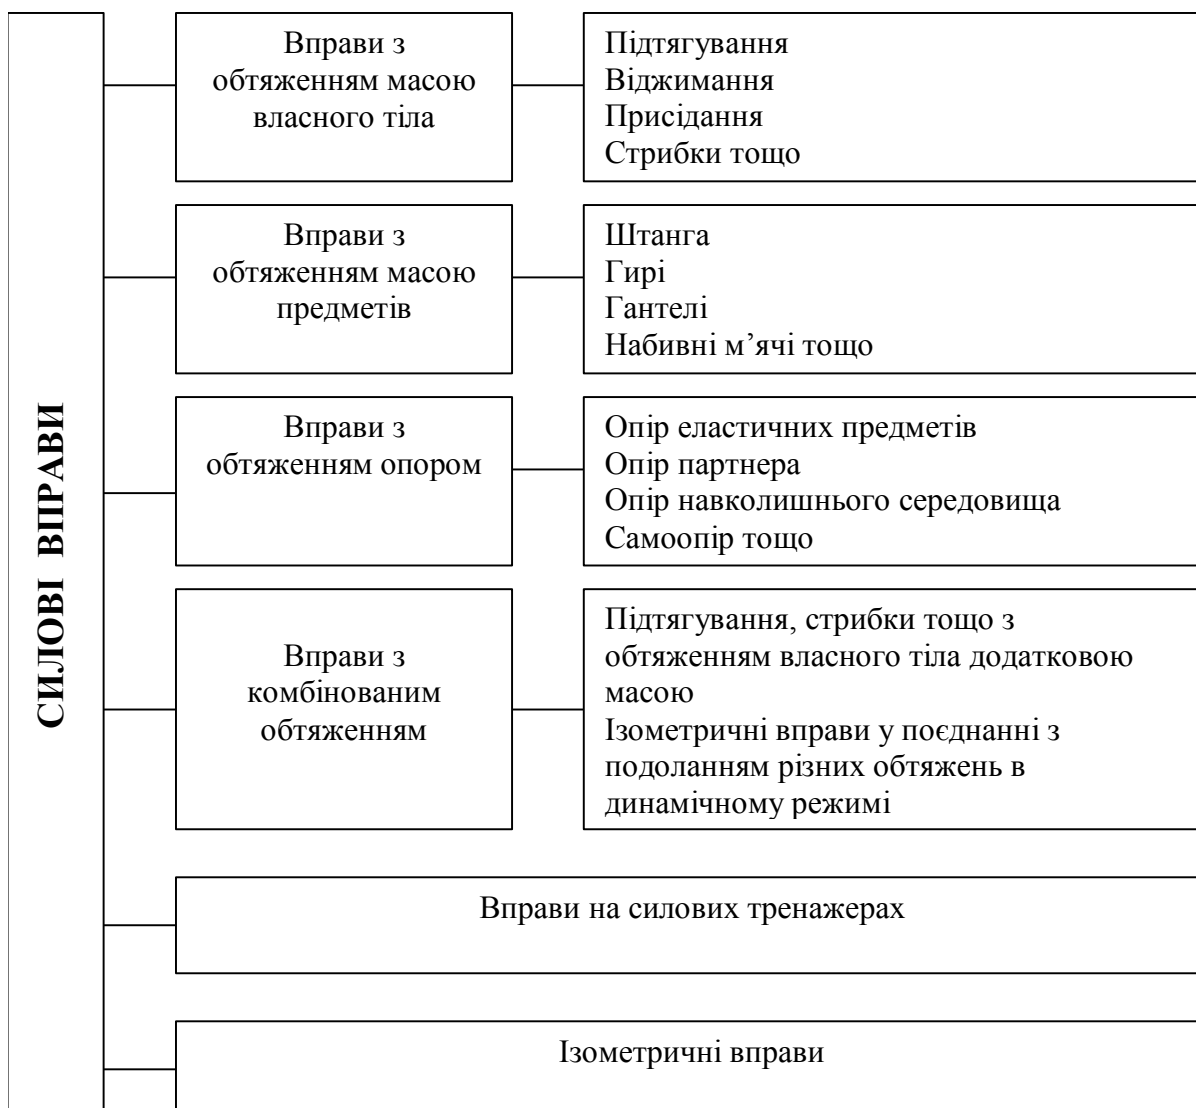 СИЛОВІ ВПРАВИ
Вправи з
обтяженням масою
власного тіла
Підтягування
Віджимання
Присідання
Стрибки тощо
Вправи з
обтяженням масою
предметів
Штанга
Гирі
Гантелі
Набивні м’ячі тощо
Вправи з
обтяженням опором
Опір еластичних предметів
Опір партнера
Опір навколишнього середовища
Самоопір тощо
Вправи з
комбінованим
обтяженням
Підтягування, стрибки тощо з
обтяженням власного тіла додатковою
масою
Ізометричні вправи у поєднанні з
подоланням різних обтяжень в
динамічному режимі
Вправи на силових тренажерах
Ізометричні вправи